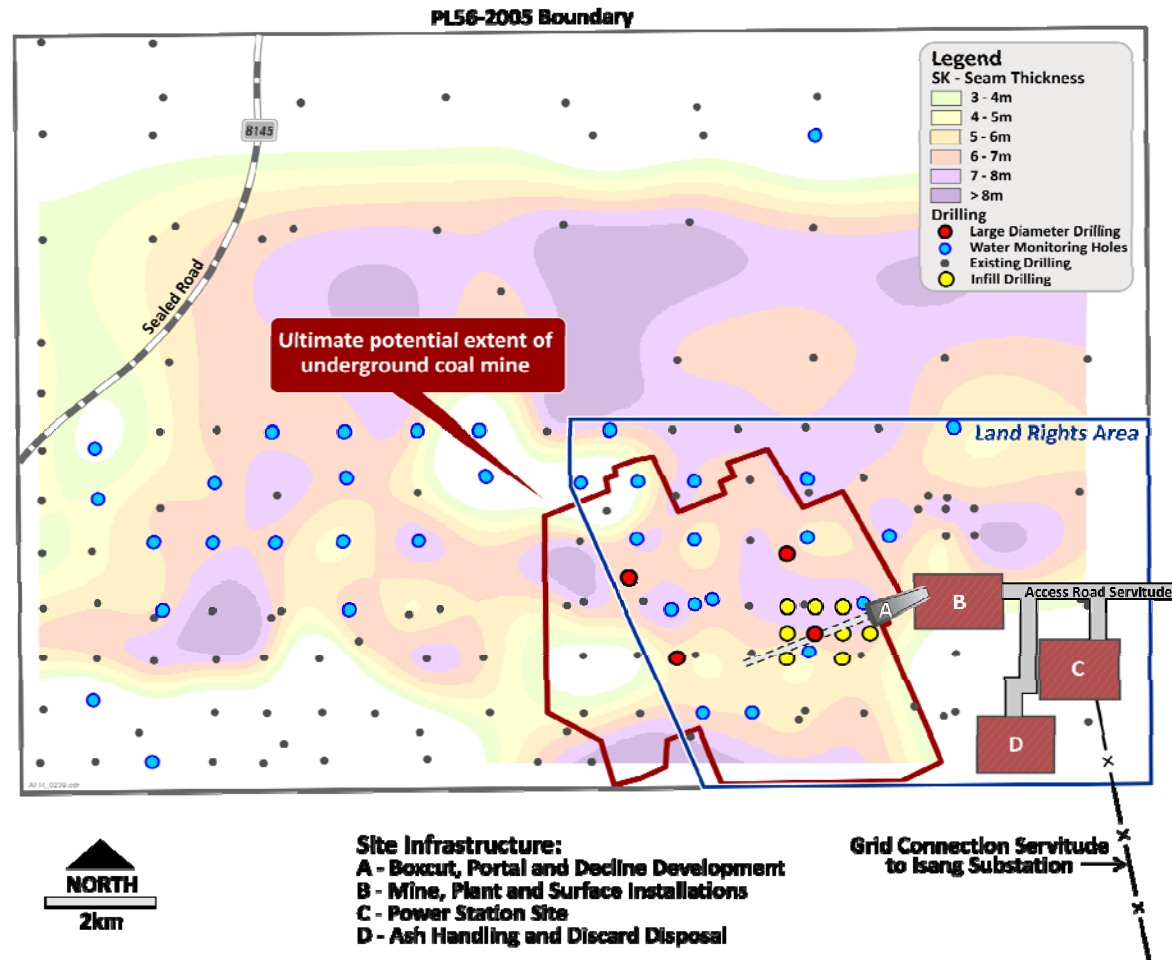 PL56-2005 Boundary
Legend
SK - Seam Thickness
3 - 4m
4 - 5m
5 - 6m
6 - 7m
7 - 8m
> 8m
Drilling
Large Diameter Drilling
Water Monitoring Holes
Existing Drilling
Infill Drilling
B145
Sealed Road
Ultimate potential extent of
underground coal mine
Land Rights Area
A
B
Access Road Servitude
C
D
NORTH
2km
Site Infrastructure:
A - Boxcut, Portal and Decline Development
B - Mine, Plant and Surface Installations
C - Power Station Site
D - Ash Handling and Discard Disposal
Grid Connection Servitude
to Isang Substation